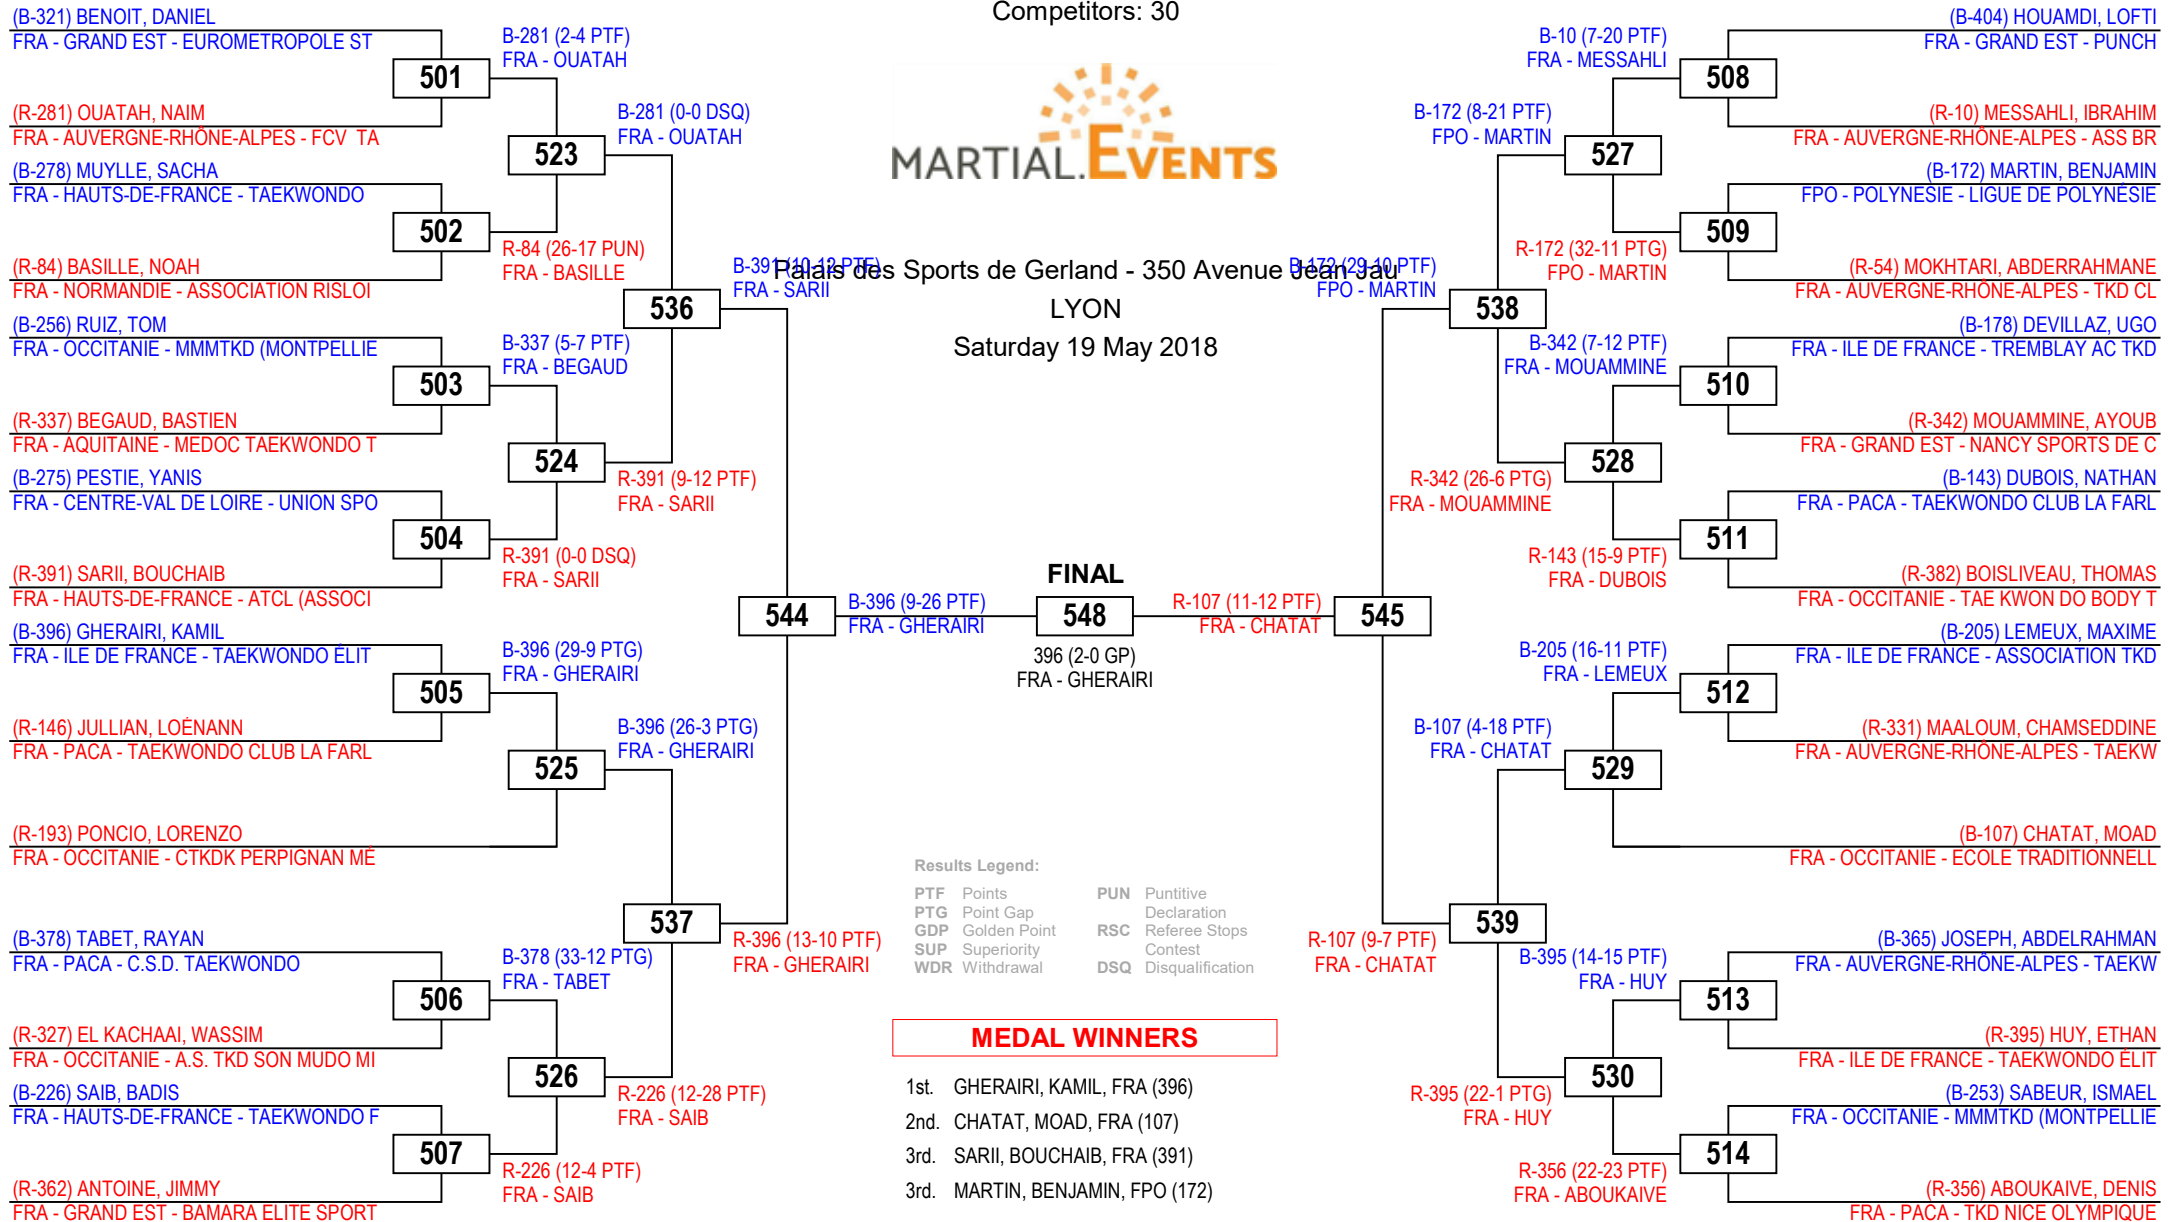 Competitors: 30
MARTIAL.EVENTS
Palais des Sports de Gerland - 350 Avenue Jean Jau
LYON
Saturday 19 May 2018
(B-321) BENOIT, DANIEL
FRA - GRAND EST - EUROMETROPOLE ST
501
(R-281) OUATAH, NAIM
FRA - AUVERGNE-RHÔNE-ALPES - FCV TA
(B-278) MUYLLE, SACHA
FRA - HAUTS-DE-FRANCE - TAEKWONDO
502
(R-84) BASILLE, NOAH
FRA - NORMANDIE - ASSOCIATION RISLOI
(B-256) RUIZ, TOM
FRA - OCCITANIE - MMMTKD (MONTPELLIE
503
(R-337) BEGAUD, BASTIEN
FRA - AQUITAINE - MEDOC TAEKWONDO T
(B-275) PESTIE, YANIS
FRA - CENTRE-VAL DE LOIRE - UNION SPO
504
(R-391) SARII, BOUCHAIB
FRA - HAUTS-DE-FRANCE - ATCL (ASSOCI
(B-396) GHERAIRI, KAMIL
FRA - ILE DE FRANCE - TAEKWONDO ÉLIT
505
(R-146) JULLIAN, LOÉNANN
FRA - PACA - TAEKWONDO CLUB LA FARL
(R-193) PONCIO, LORENZO
FRA - OCCITANIE - CTKDK PERPIGNAN MÉ
(B-378) TABET, RAYAN
FRA - PACA - C.S.D. TAEKWONDO
506
(R-327) EL KACHAAI, WASSIM
FRA - OCCITANIE - A.S. TKD SON MUDO MI
(B-226) SAIB, BADIS
FRA - HAUTS-DE-FRANCE - TAEKWONDO F
507
(R-362) ANTOINE, JIMMY
FRA - GRAND EST - BAMARA ELITE SPORT
B-281 (2-4 PTF)
FRA - OUATAH
523
R-84 (26-17 PUN)
FRA - BASILLE
B-337 (5-7 PTF)
FRA - BEGAUD
524
R-391 (0-0 DSQ)
FRA - SARII
B-396 (29-9 PTG)
FRA - GHERAIRI
525
B-378 (33-12 PTG)
FRA - TABET
526
R-226 (12-4 PTF)
FRA - SAIB
B-281 (0-0 DSQ)
FRA - OUATAH
536
R-391 (9-12 PTF)
FRA - SARII
B-396 (26-3 PTG)
FRA - GHERAIRI
537
R-226 (12-28 PTF)
FRA - SAIB
B-391 (10-12 PTF)
FRA - SARII
544
R-396 (13-10 PTF)
FRA - GHERAIRI
B-396 (9-26 PTF)
FRA - GHERAIRI
FINAL
548
396 (2-0 GP)
FRA - GHERAIRI
R-107 (11-12 PTF)
FRA - CHATAT
545
B-172 (29-10 PTF)
FPO - MARTIN
R-107 (9-7 PTF)
FRA - CHATAT
B-172 (8-21 PTF)
FPO - MARTIN
538
R-342 (26-6 PTG)
FRA - MOUAMMINE
B-107 (4-18 PTF)
FRA - CHATAT
539
R-395 (22-1 PTG)
FRA - HUY
B-10 (7-20 PTF)
FRA - MESSAHLI
527
R-172 (32-11 PTG)
FPO - MARTIN
B-342 (7-12 PTF)
FRA - MOUAMMINE
528
R-143 (15-9 PTF)
FRA - DUBOIS
B-205 (16-11 PTF)
FRA - LEMEUX
529
B-395 (14-15 PTF)
FRA - HUY
530
R-356 (22-23 PTF)
FRA - ABOUKAIVE
(B-404) HOUAMDI, LOFTI
FRA - GRAND EST - PUNCH
508
(R-10) MESSAHLI, IBRAHIM
FRA - AUVERGNE-RHÔNE-ALPES - ASS BR
(B-172) MARTIN, BENJAMIN
FPO - POLYNESIE - LIGUE DE POLYNÉSIE
509
(R-54) MOKHTARI, ABDERRAHMANE
FRA - AUVERGNE-RHÔNE-ALPES - TKD CL
(B-178) DEVILLAZ, UGO
FRA - ILE DE FRANCE - TREMBLAY AC TKD
510
(R-342) MOUAMMINE, AYOUB
FRA - GRAND EST - NANCY SPORTS DE C
(B-143) DUBOIS, NATHAN
FRA - PACA - TAEKWONDO CLUB LA FARL
511
(R-382) BOISLIVEAU, THOMAS
FRA - OCCITANIE - TAE KWON DO BODY T
(B-205) LEMEUX, MAXIME
FRA - ILE DE FRANCE - ASSOCIATION TKD
512
(R-331) MAALOUM, CHAMSEDDINE
FRA - AUVERGNE-RHÔNE-ALPES - TAEKW
(B-107) CHATAT, MOAD
FRA - OCCITANIE - ECOLE TRADITIONNELL
(B-365) JOSEPH, ABDELRAHMAN
FRA - AUVERGNE-RHÔNE-ALPES - TAEKW
513
(R-395) HUY, ETHAN
FRA - ILE DE FRANCE - TAEKWONDO ÉLIT
(B-253) SABEUR, ISMAEL
FRA - OCCITANIE - MMMTKD (MONTPELLIE
514
(R-356) ABOUKAIVE, DENIS
FRA - PACA - TKD NICE OLYMPIQUE
Results Legend:
PTF Points
PTG Point Gap
GDP Golden Point
SUP Superiority
WDR Withdrawal
PUN Puntitive
Declaration
RSC Referee Stops
Contest
DSQ Disqualification
MEDAL WINNERS
1st. GHERAIRI, KAMIL, FRA (396)
2nd. CHATAT, MOAD, FRA (107)
3rd. SARII, BOUCHAIB, FRA (391)
3rd. MARTIN, BENJAMIN, FPO (172)